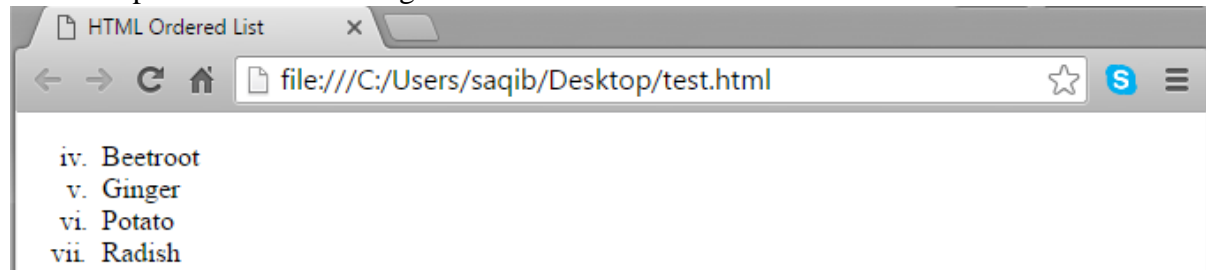 HTML Ordered List
file:///C:/Users/saqib/Desktop/test.html
iv. Beetroot
v. Ginger
vi. Potato
vii. Radish